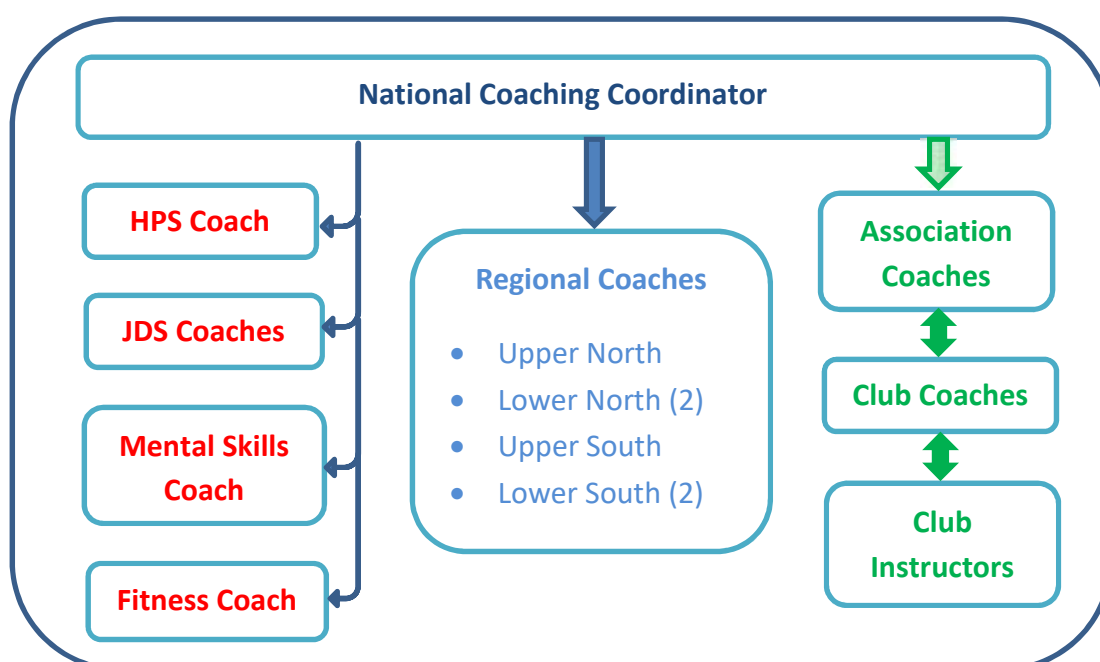 National Coaching Coordinator
HPS Coach
JDS Coaches
Mental Skills
Coach
Fitness Coach
Regional Coaches
• Upper North
• Lower North (2)
• Upper South
• Lower South (2)
Association
Coaches
Club Coaches
Club
Instructors